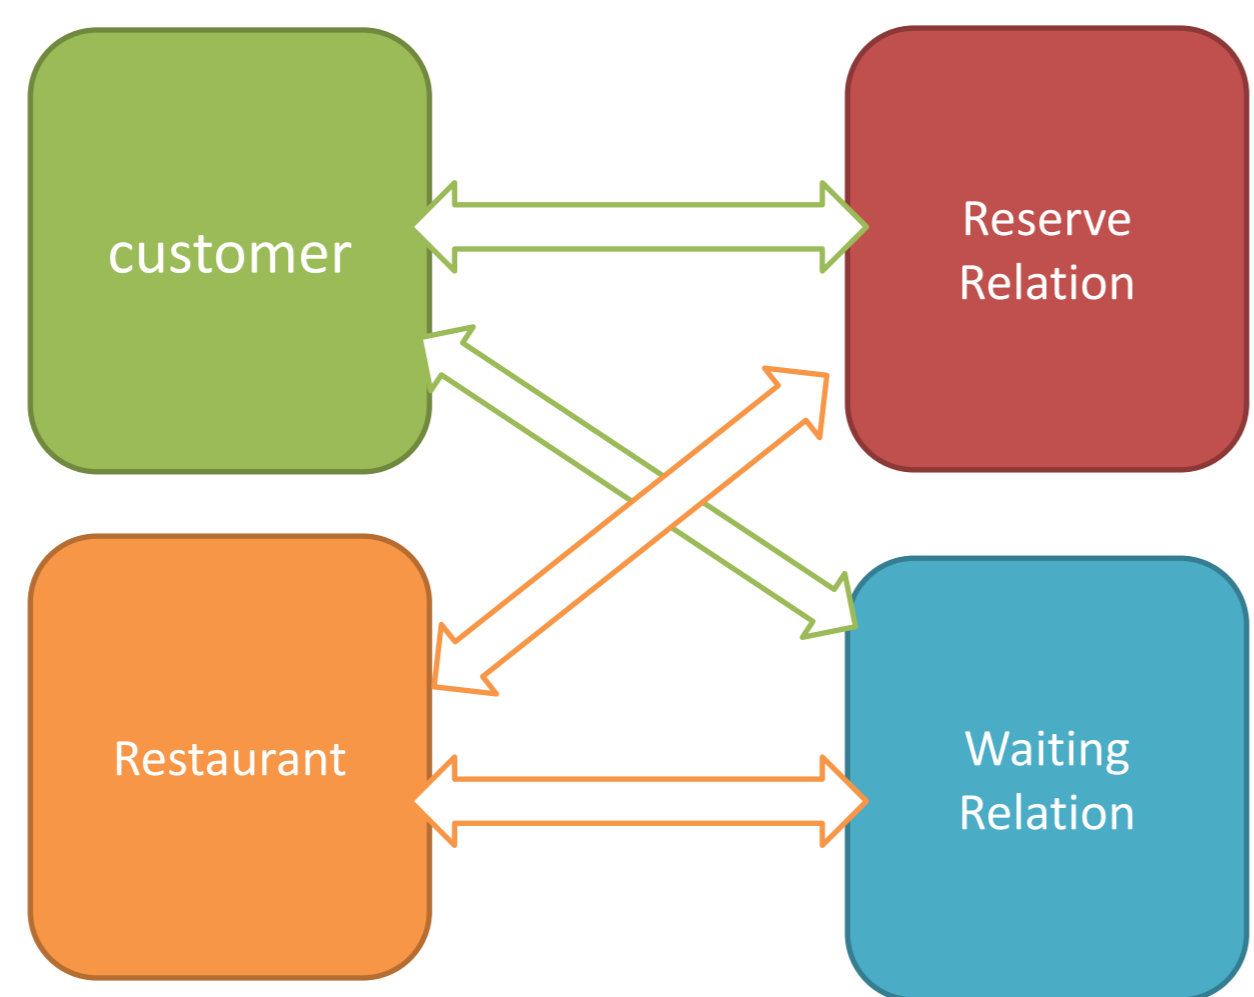 customer
Reserve
Relation
Restaurant
Waiting
Relation